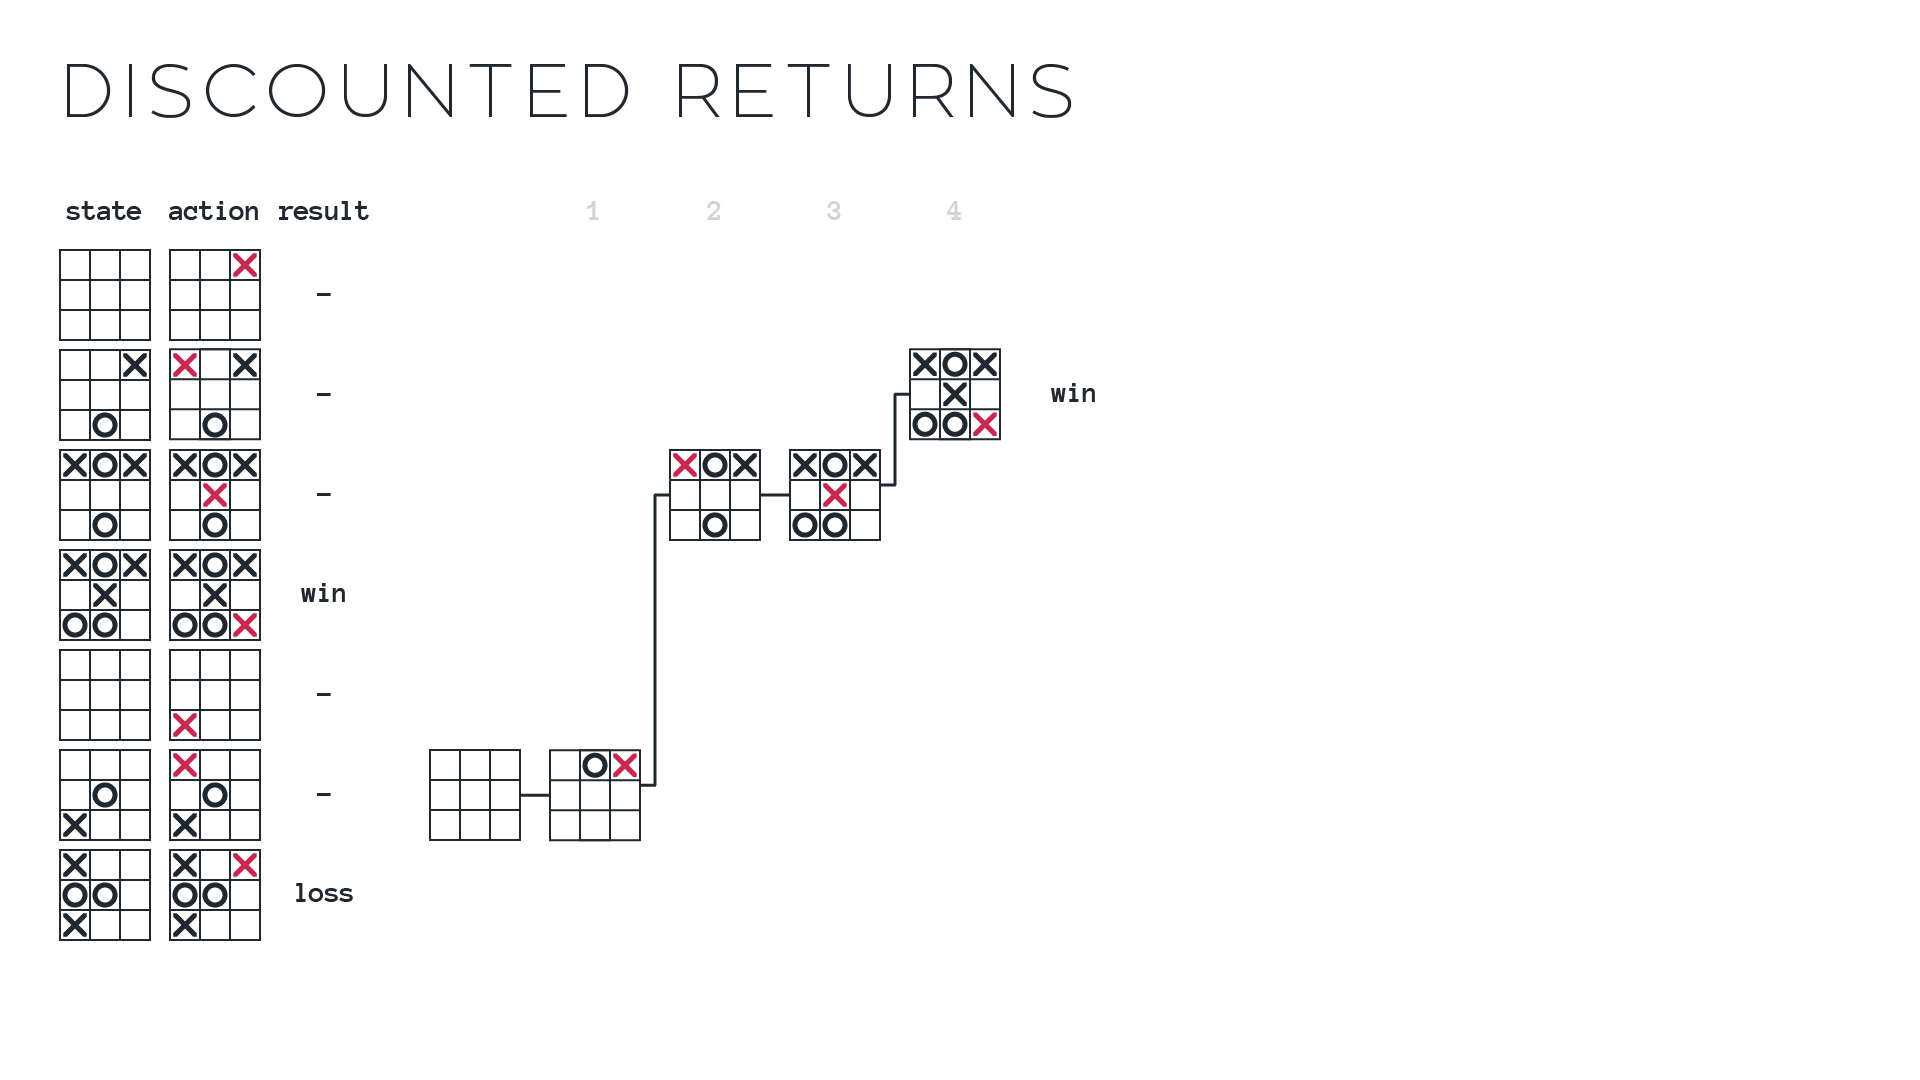 DISCOUNTED RETURNS
state action result 1 2 3 4
–
– win
–
win
–
–
loss